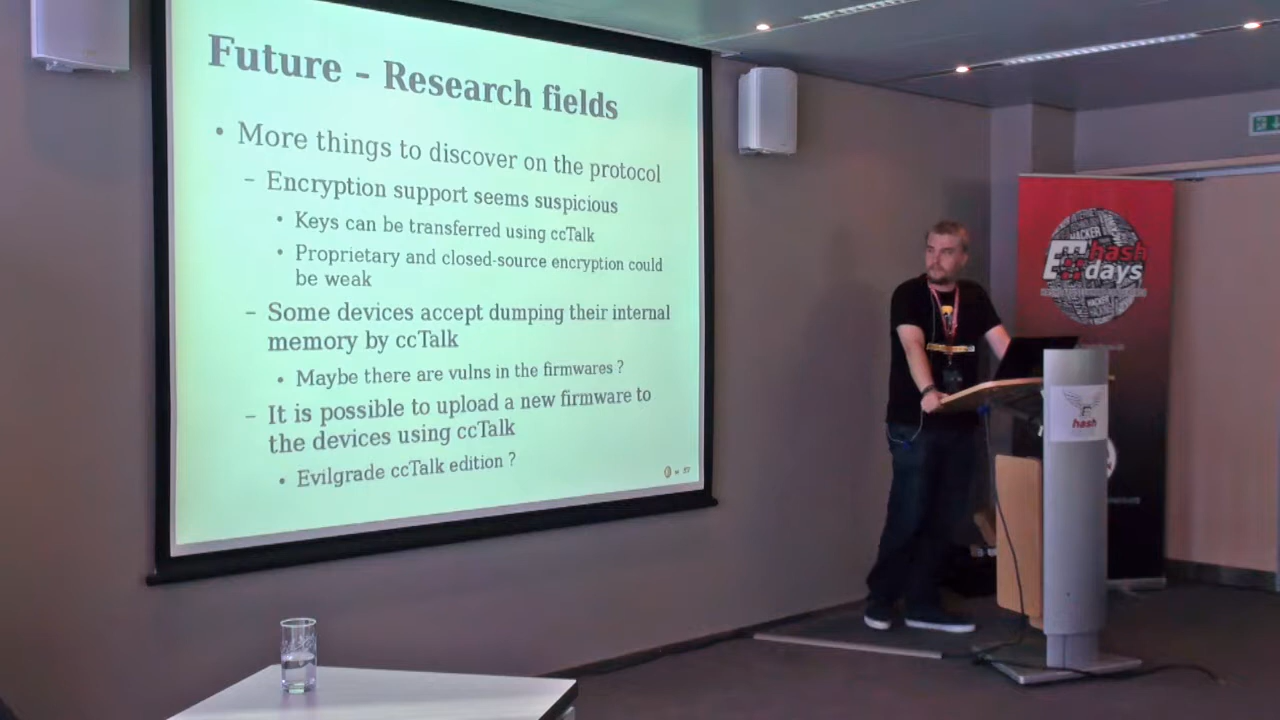 Future – Research fields
• More things to discover on the protocol
– Encryption support seems suspicious
• Keys can be transferred using ccTalk
• Proprietary and closed-source encryption could
be weak
– Some devices accept dumping their internal
memory by ccTalk
• Maybe there are vulns in the firmwares ?
– It is possible to upload a new firmware to
the devices using ccTalk
• Evilgrade ccTalk edition ?
HACKER
hash
days
hash